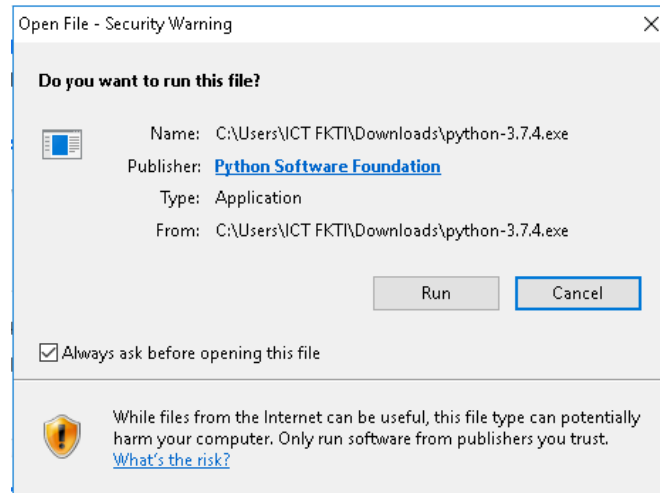 Open File - Security Warning
Do you want to run this file?
Name: C:\Users\ICT FKTI\Downloads\python-3.7.4.exe
Publisher: Python Software Foundation
Type: Application
From: C:\Users\ICT FKTI\Downloads\python-3.7.4.exe
Run Cancel
Always ask before opening this file
While files from the Internet can be useful, this file type can potentially
harm your computer. Only run software from publishers you trust.
What's the risk?